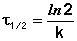 τ₁/₂ = ln2
k